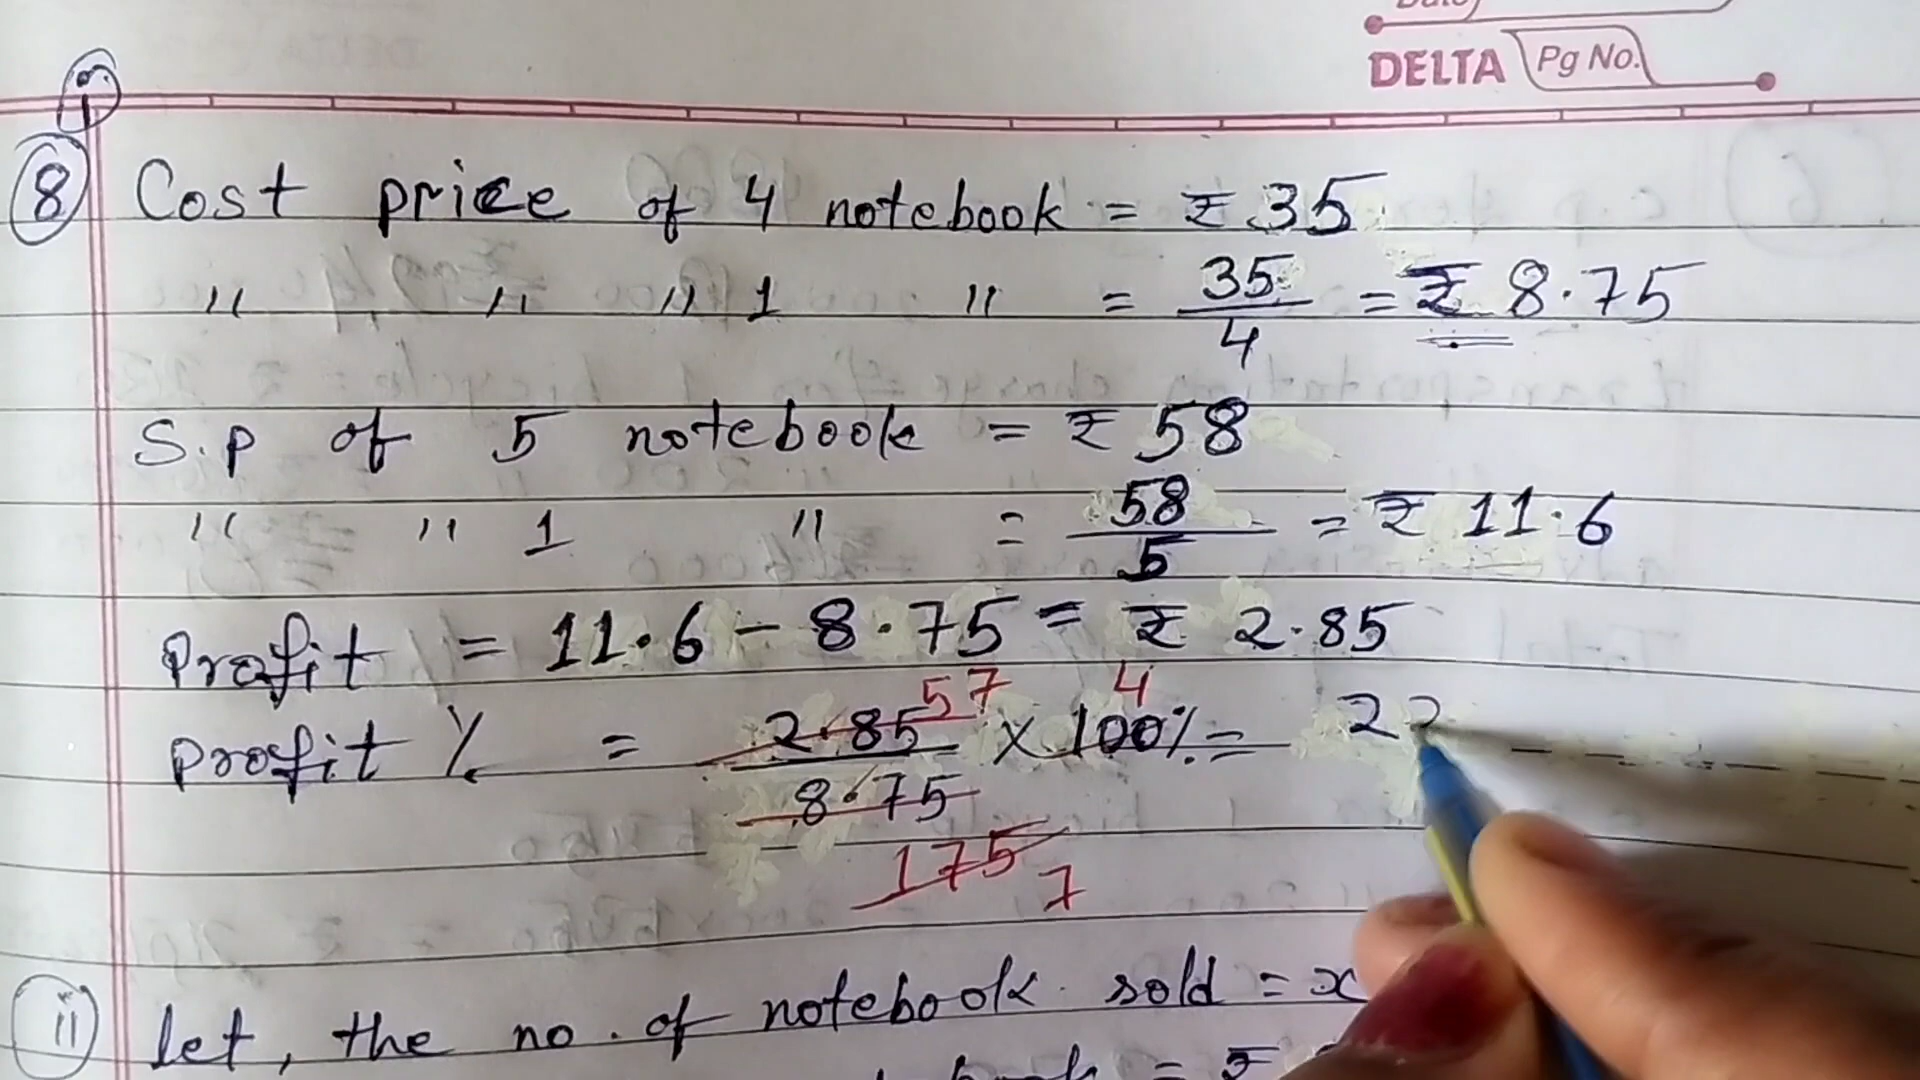 DELTA Pg No.
i
8 Cost price of 4 notebook = ₹ 35
" " " 1 " = 35/4 = ₹ 8.75
S.p of 5 notebook = ₹ 58
" " 1 " = 58/5 = ₹ 11.6
Profit = 11.6 - 8.75 = ₹ 2.85
57 4
Profit % = 2.85/8.75 × 100% = 22
175 7
ii let, the no. of notebook sold = x